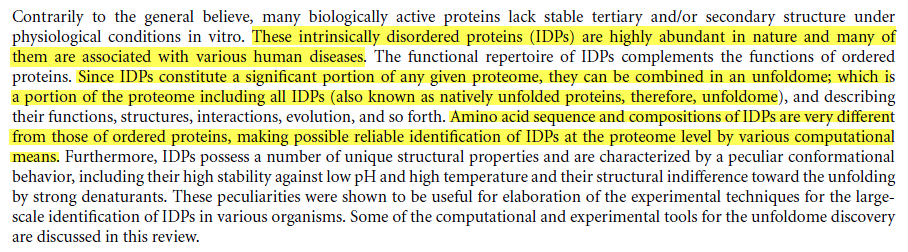 Contrarily to the general believe, many biologically active proteins lack stable tertiary and/or secondary structure under
physiological conditions in vitro. These intrinsically disordered proteins (IDPs) are highly abundant in nature and many of
them are associated with various human diseases. The functional repertoire of IDPs complements the functions of ordered
proteins. Since IDPs constitute a significant portion of any given proteome, they can be combined in an unfoldome; which is
a portion of the proteome including all IDPs (also known as natively unfolded proteins, therefore, unfoldome), and describing
their functions, structures, interactions, evolution, and so forth. Amino acid sequence and compositions of IDPs are very different
from those of ordered proteins, making possible reliable identification of IDPs at the proteome level by various computational
means. Furthermore, IDPs possess a number of unique structural properties and are characterized by a peculiar conformational
behavior, including their high stability against low pH and high temperature and their structural indifference toward the unfolding
by strong denaturants. These peculiarities were shown to be useful for elaboration of the experimental techniques for the large-
scale identification of IDPs in various organisms. Some of the computational and experimental tools for the unfoldome discovery
are discussed in this review.